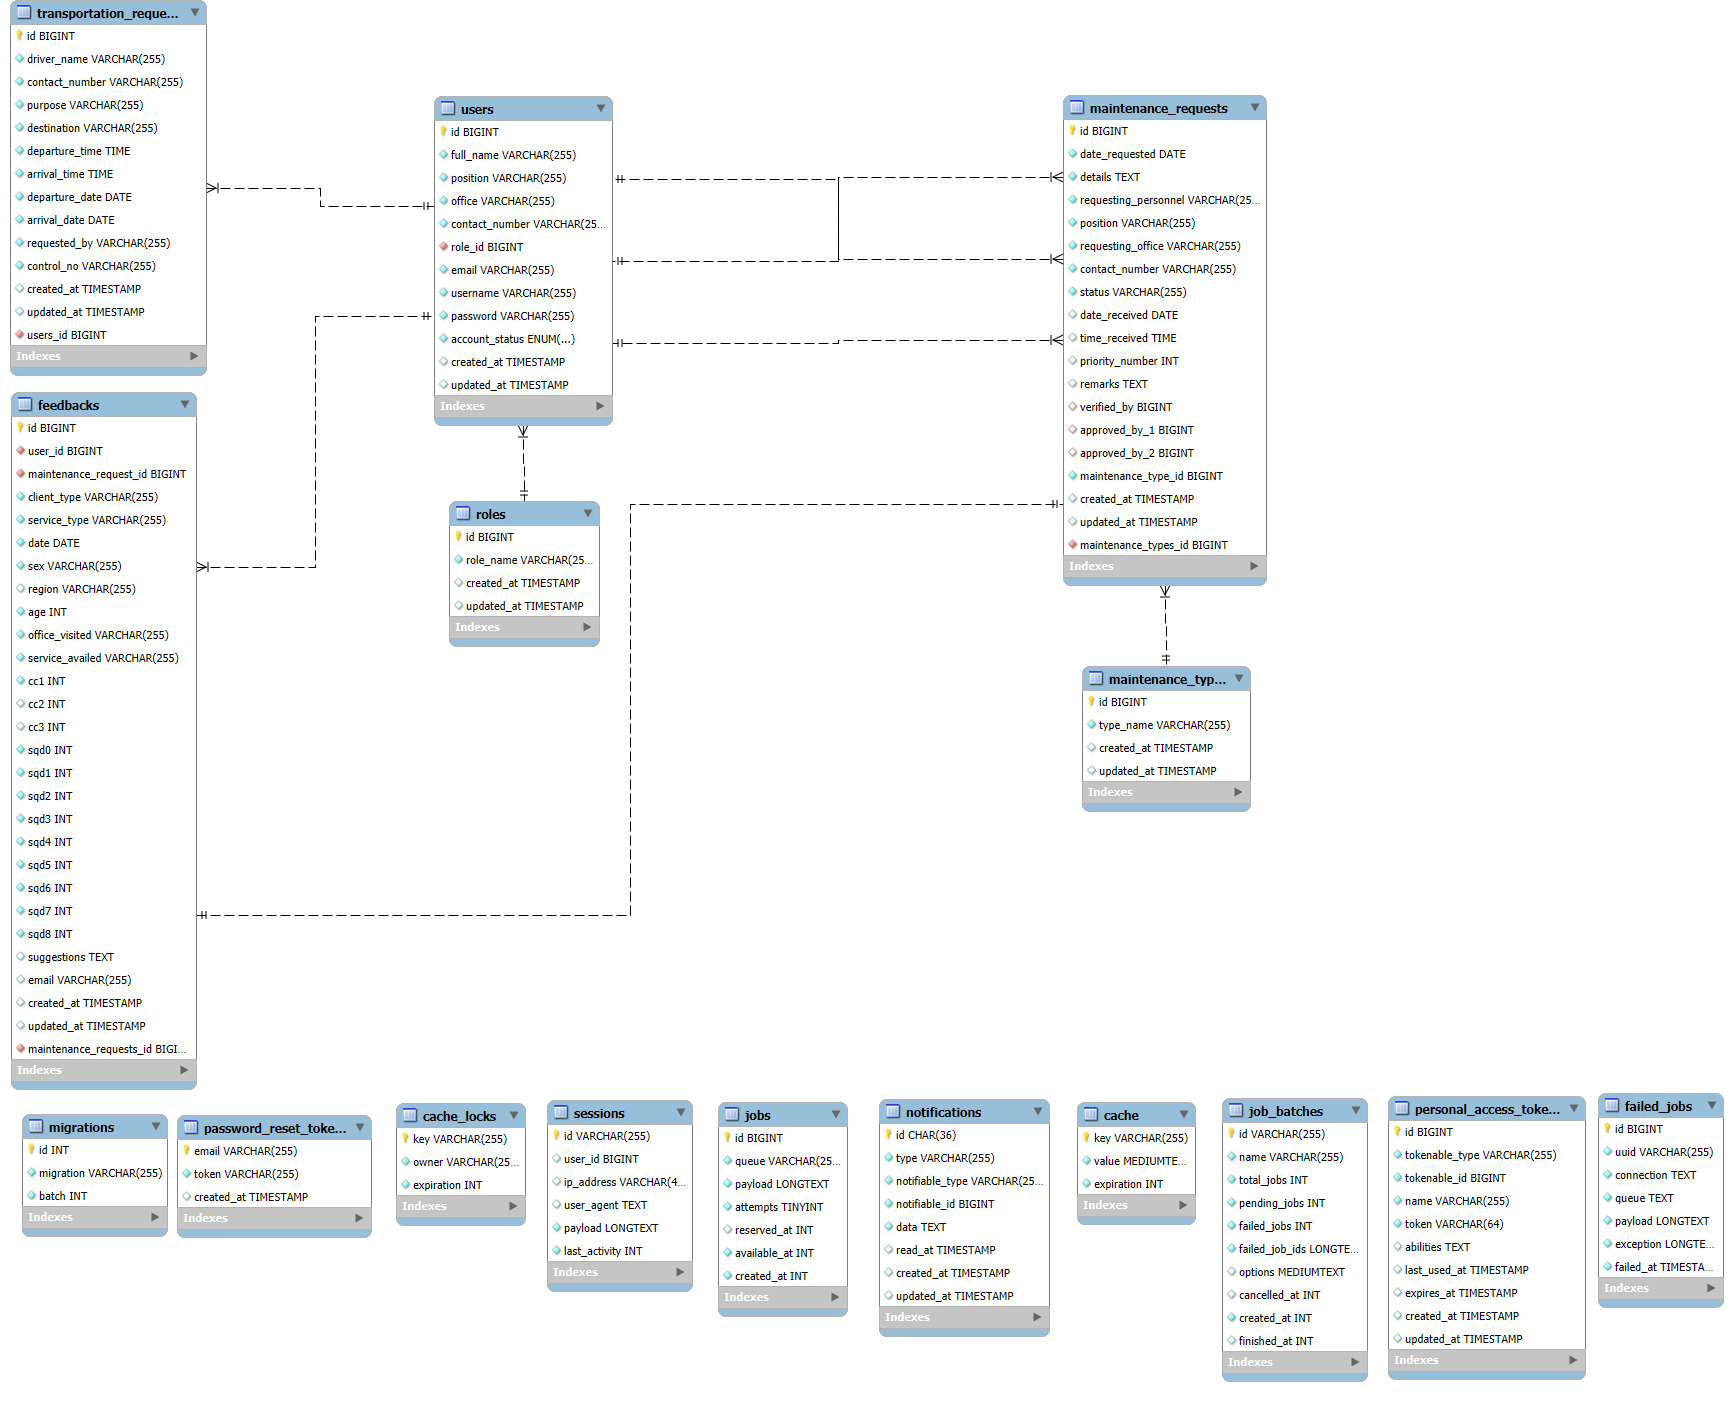 transportation_reque...
id BIGINT
driver_name VARCHAR(255)
contact_number VARCHAR(255)
purpose VARCHAR(255)
destination VARCHAR(255)
departure_time TIME
arrival_time TIME
departure_date DATE
arrival_date DATE
requested_by VARCHAR(255)
control_no VARCHAR(255)
created_at TIMESTAMP
updated_at TIMESTAMP
users_id BIGINT
Indexes
users
id BIGINT
full_name VARCHAR(255)
position VARCHAR(255)
office VARCHAR(255)
contact_number VARCHAR(25...
role_id BIGINT
email VARCHAR(255)
username VARCHAR(255)
password VARCHAR(255)
account_status ENUM(...)
created_at TIMESTAMP
updated_at TIMESTAMP
Indexes
maintenance_requests
id BIGINT
date_requested DATE
details TEXT
requesting_personnel VARCHAR(25...
position VARCHAR(255)
requesting_office VARCHAR(255)
contact_number VARCHAR(255)
status VARCHAR(255)
date_received DATE
time_received TIME
priority_number INT
remarks TEXT
verified_by BIGINT
approved_by_1 BIGINT
approved_by_2 BIGINT
maintenance_type_id BIGINT
created_at TIMESTAMP
updated_at TIMESTAMP
maintenance_types_id BIGINT
Indexes
feedbacks
id BIGINT
user_id BIGINT
maintenance_request_id BIGINT
client_type VARCHAR(255)
service_type VARCHAR(255)
date DATE
sex VARCHAR(255)
region VARCHAR(255)
age INT
office_visited VARCHAR(255)
service_availed VARCHAR(255)
cc1 INT
cc2 INT
cc3 INT
sqd0 INT
sqd1 INT
sqd2 INT
sqd3 INT
sqd4 INT
sqd5 INT
sqd6 INT
sqd7 INT
sqd8 INT
suggestions TEXT
email VARCHAR(255)
created_at TIMESTAMP
updated_at TIMESTAMP
maintenance_requests_id BIGI...
Indexes
roles
id BIGINT
role_name VARCHAR(25...
created_at TIMESTAMP
updated_at TIMESTAMP
Indexes
maintenance_typ...
id BIGINT
type_name VARCHAR(255)
created_at TIMESTAMP
updated_at TIMESTAMP
Indexes
migrations
id INT
migration VARCHAR(255)
batch INT
Indexes
password_reset_toke...
email VARCHAR(255)
token VARCHAR(255)
created_at TIMESTAMP
Indexes
cache_locks
key VARCHAR(255)
owner VARCHAR(25...
expiration INT
Indexes
sessions
id VARCHAR(255)
user_id BIGINT
ip_address VARCHAR(4...
user_agent TEXT
payload LONGTEXT
last_activity INT
Indexes
jobs
id BIGINT
queue VARCHAR(25...
payload LONGTEXT
attempts TINYINT
reserved_at INT
available_at INT
created_at INT
Indexes
notifications
id CHAR(36)
type VARCHAR(255)
notifiable_type VARCHAR(25...
notifiable_id BIGINT
data TEXT
read_at TIMESTAMP
created_at TIMESTAMP
updated_at TIMESTAMP
Indexes
cache
key VARCHAR(255)
value MEDIUMTE...
expiration INT
Indexes
job_batches
id VARCHAR(255)
name VARCHAR(255)
total_jobs INT
pending_jobs INT
failed_jobs INT
failed_job_ids LONGTE...
options MEDIUMTEXT
cancelled_at INT
created_at INT
finished_at INT
Indexes
personal_access_toke...
id BIGINT
tokenable_type VARCHAR(255)
tokenable_id BIGINT
name VARCHAR(255)
token VARCHAR(64)
abilities TEXT
last_used_at TIMESTAMP
expires_at TIMESTAMP
created_at TIMESTAMP
updated_at TIMESTAMP
Indexes
failed_jobs
id BIGINT
uuid VARCHAR(255)
connection TEXT
queue TEXT
payload LONGTEXT
exception LONGTE...
failed_at TIMESTA...
Indexes